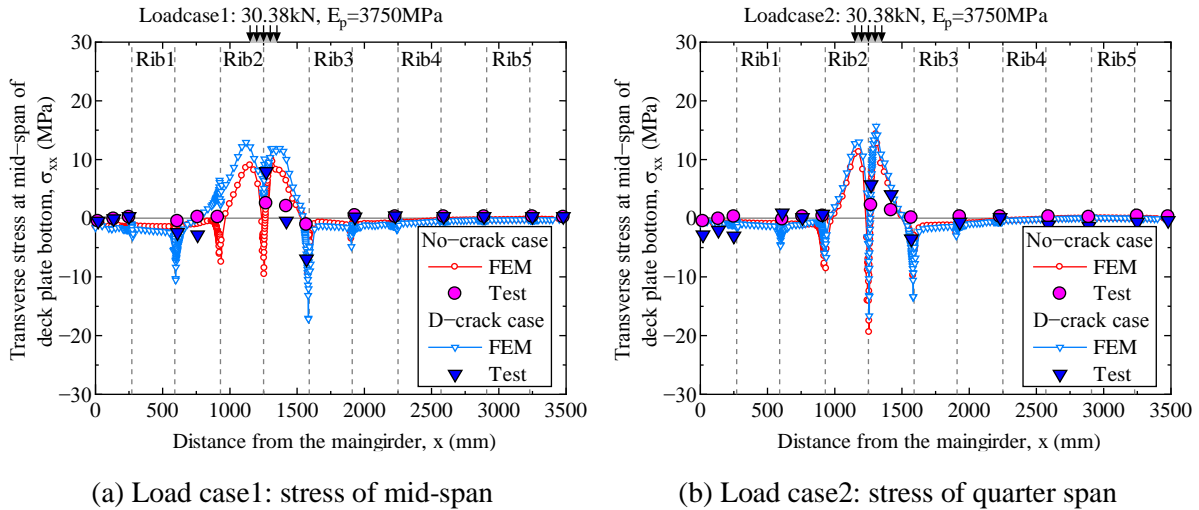 Loadcase1: 30.38kN, E_p=3750MPa
Transverse stress at mid−span of
deck plate bottom, σ_xx (MPa)
30
20
10
0
−10
−20
−30
Rib1 Rib2 Rib3 Rib4 Rib5
No−crack case
FEM
Test
D−crack case
FEM
Test
0 500 1000 1500 2000 2500 3000 3500
Distance from the maingirder, x (mm)
(a) Load case1: stress of mid-span
Loadcase2: 30.38kN, E_p=3750MPa
Transverse stress at mid−span of
deck plate bottom, σ_xx (MPa)
30
20
10
0
−10
−20
−30
Rib1 Rib2 Rib3 Rib4 Rib5
No−crack case
FEM
Test
D−crack case
FEM
Test
0 500 1000 1500 2000 2500 3000 3500
Distance from the maingirder, x (mm)
(b) Load case2: stress of quarter span